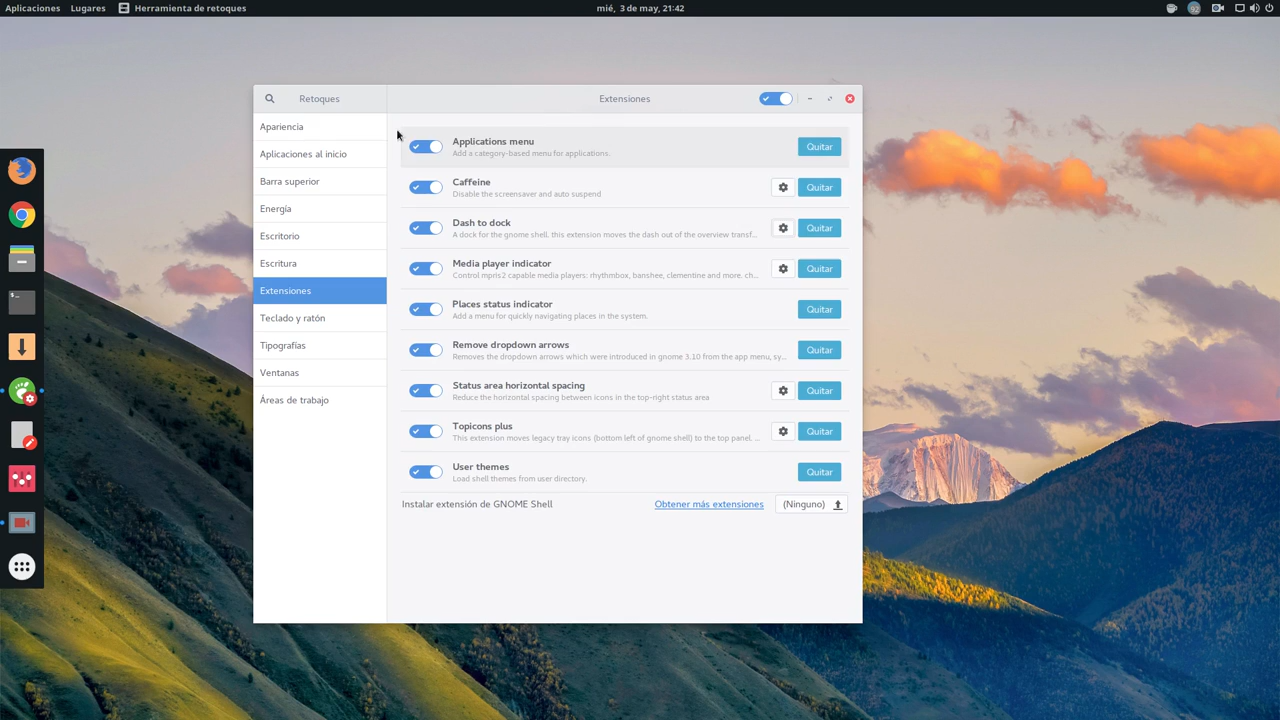 Aplicaciones Lugares Herramienta de retoques mié, 3 de may, 21:42 92
Retoques Extensiones
Apariencia
Aplicaciones al inicio
Barra superior
Energía
Escritorio
Escritura
Extensiones
Teclado y ratón
Tipografías
Ventanas
Áreas de trabajo
Applications menu
Add a category-based menu for applications.
Quitar
Caffeine
Disable the screensaver and auto suspend
Quitar
Dash to dock
A dock for the gnome shell. this extension moves the dash out of the overview transf...
Quitar
Media player indicator
Control mpris2 capable media players: rhythmbox, banshee, clementine and more. ch...
Quitar
Places status indicator
Add a menu for quickly navigating places in the system.
Quitar
Remove dropdown arrows
Removes the dropdown arrows which were introduced in gnome 3.10 from the app menu, sy...
Quitar
Status area horizontal spacing
Reduce the horizontal spacing between icons in the top-right status area
Quitar
Topicons plus
This extension moves legacy tray icons (bottom left of gnome shell) to the top panel. ...
Quitar
User themes
Load shell themes from user directory.
Quitar
Instalar extensión de GNOME Shell Obtener más extensiones (Ninguno)